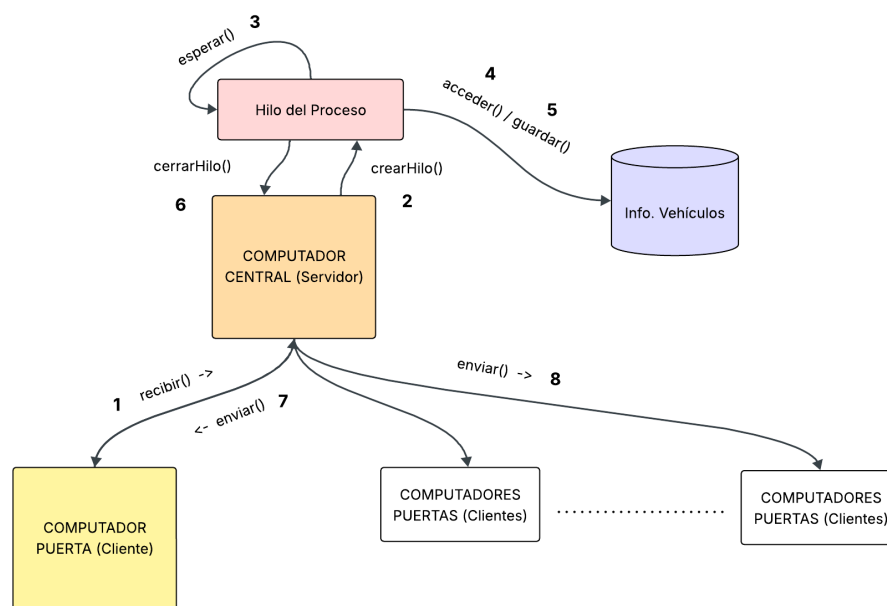 3
esperar()
4
acceder() / guardar()
5
Hilo del Proceso
cerrarHilo()
crearHilo()
6
2
Info. Vehículos
COMPUTADOR
CENTRAL (Servidor)
1
recibir() ->
<- enviar()
7
enviar() ->
8
COMPUTADOR
PUERTA (Cliente)
COMPUTADORES
PUERTAS (Clientes)
COMPUTADORES
PUERTAS (Clientes)